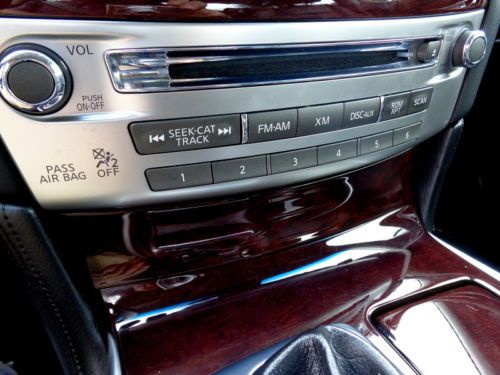 VOL
PUSH
ON·OFF
SEEK·CAT
TRACK
FM·AM
XM
DISC·AUX
RDM
RPT
SCAN
PASS
AIR BAG
2
OFF
1
2
3
4
5
6